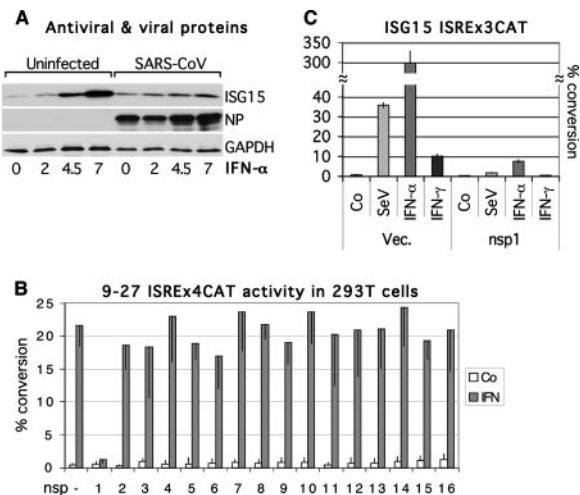 A
Antiviral & viral proteins
Uninfected SARS-CoV
ISG15
NP
GAPDH
0 2 4.5 7 0 2 4.5 7 IFN-α
C
ISG15 ISREx3CAT
350
300
40
30
20
10
0
% conversion
Co SeV IFN-α IFN-γ Co SeV IFN-α IFN-γ
Vec. nsp1
B
9-27 ISREx4CAT activity in 293T cells
% conversion
25
20
15
10
5
0
Co
IFN
nsp - 1 2 3 4 5 6 7 8 9 10 11 12 13 14 15 16